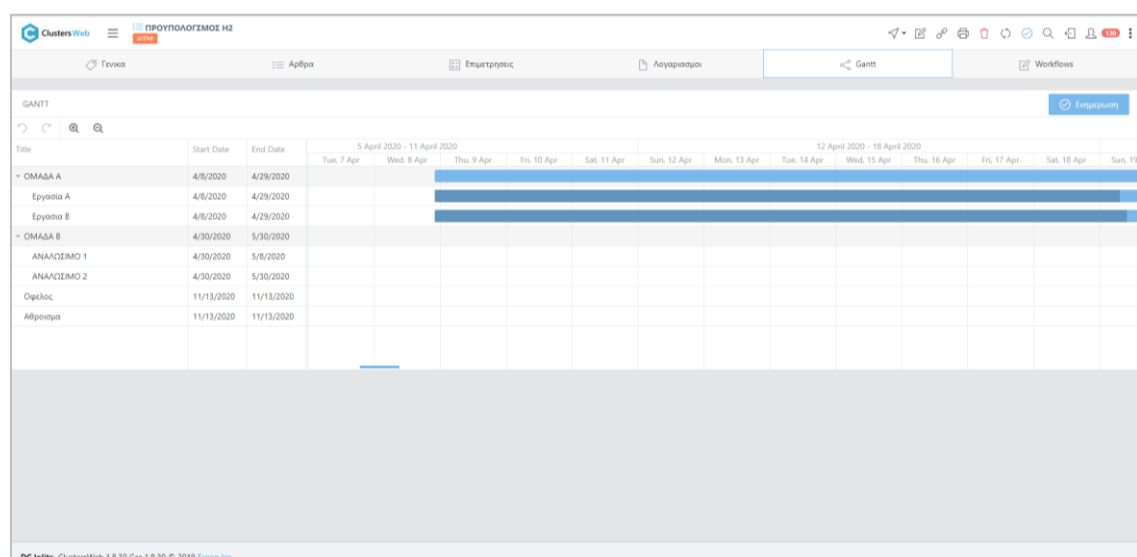 ClustersWeb
ΠΡΟΥΠΟΛΟΓΙΣΜΟΣ Η2
active
130
Γενικα
Αρθρα
Επιμετρησεις
Λογαριασμοι
Gantt
Workflows
GANTT
Ενημερωση
Title Start Date End Date 5 April 2020 - 11 April 2020 12 April 2020 - 18 April 2020
Tue, 7 Apr Wed, 8 Apr Thu, 9 Apr Fri, 10 Apr Sat, 11 Apr Sun, 12 Apr Mon, 13 Apr Tue, 14 Apr Wed, 15 Apr Thu, 16 Apr Fri, 17 Apr Sat, 18 Apr Sun, 19
ΟΜΑΔΑ Α 4/8/2020 4/29/2020
Εργασία Α 4/8/2020 4/29/2020
Εργασια Β 4/8/2020 4/29/2020
ΟΜΑΔΑ Β 4/30/2020 5/30/2020
ΑΝΑΛΩΣΙΜΟ 1 4/30/2020 5/8/2020
ΑΝΑΛΩΣΙΜΟ 2 4/30/2020 5/30/2020
Οφελος 11/13/2020 11/13/2020
Αθροισμα 11/13/2020 11/13/2020